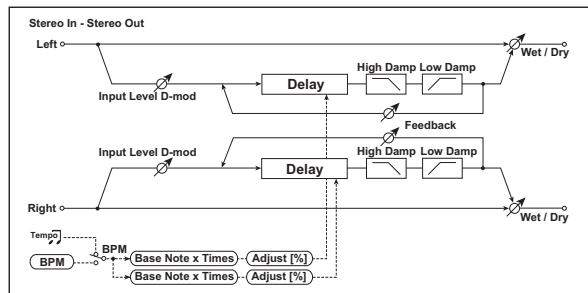 Stereo In - Stereo Out
Left
Wet / Dry
High Damp Low Damp
Delay
Input Level D-mod
Feedback
Input Level D-mod
High Damp Low Damp
Delay
Right
Wet / Dry
Tempo
BPM
BPM
Base Note x Times
Adjust [%]
Base Note x Times
Adjust [%]